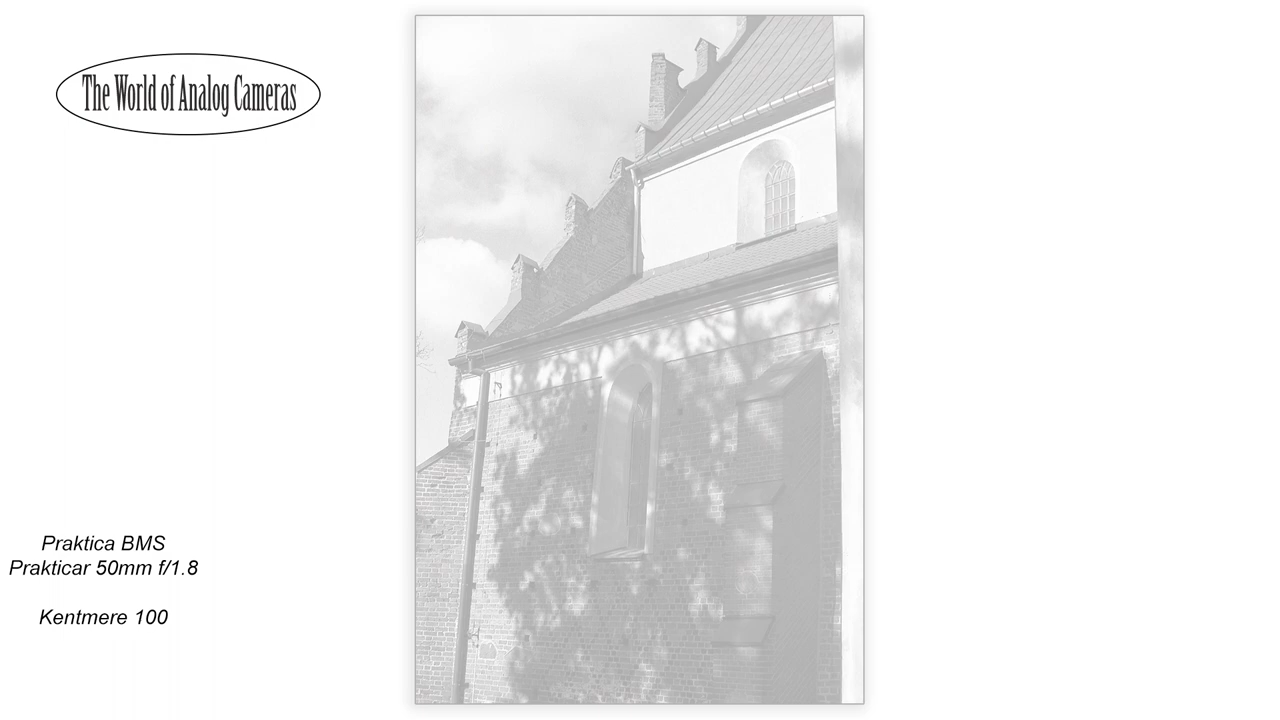 The World of Analog Cameras
Praktica BMS
Prakticar 50mm f/1.8
Kentmere 100